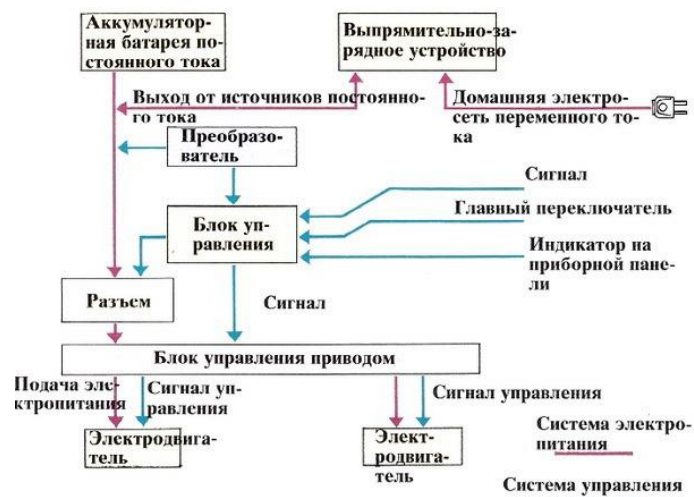 Аккумулятор-
ная батарея по-
стоянного тока
Выпрямительно-за-
рядное устройство
Выход от источников постоянно-
го тока
Домашняя электро-
сеть переменного то-
ка
Преобразо-
ватель
Сигнал
Главный переключатель
Индикатор на
приборной пане-
ли
Блок уп-
равления
Разъем
Сигнал
Блок управления приводом
Подача эле-
ктропитания
Сигнал уп-
равления
Сигнал управления
Электродвига-
тель
Элект-
родвига-
тель
Система электро-
питания
Система управления